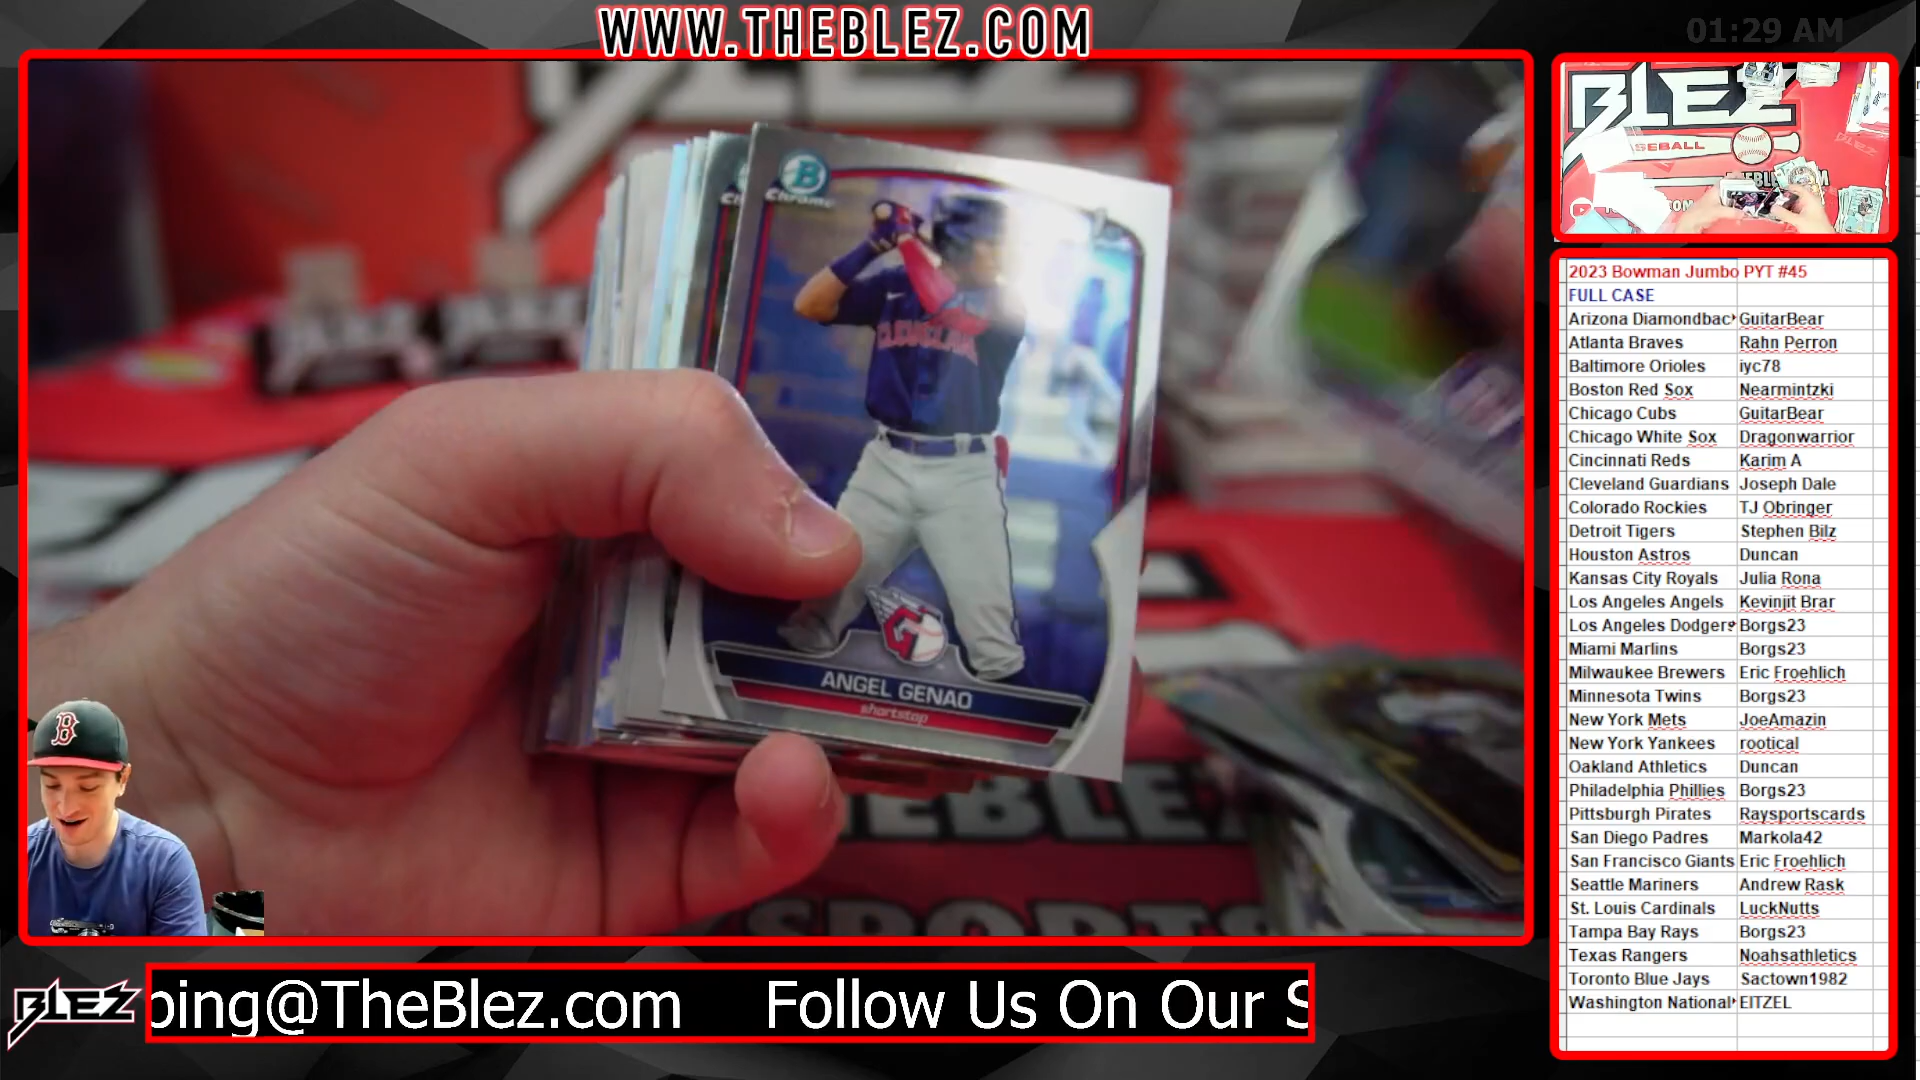 WWW.THEBLEZ.COM
01:29 AM
BLEZ
SEBALL
B
Chrome
CLEVELAND
ANGEL GENAO
shortstop
THEBLEZ
SPORTS
B
2023 Bowman Jumbo PYT #45
FULL CASE
Arizona Diamondbac GuitarBear
Atlanta Braves Rahn Perron
Baltimore Orioles iyc78
Boston Red Sox Nearmintzki
Chicago Cubs GuitarBear
Chicago White Sox Dragonwarrior
Cincinnati Reds Karim A
Cleveland Guardians Joseph Dale
Colorado Rockies TJ Obringer
Detroit Tigers Stephen Bilz
Houston Astros Duncan
Kansas City Royals Julia Rona
Los Angeles Angels Kevinjit Brar
Los Angeles Dodgers Borgs23
Miami Marlins Borgs23
Milwaukee Brewers Eric Froehlich
Minnesota Twins Borgs23
New York Mets JoeAmazin
New York Yankees rootical
Oakland Athletics Duncan
Philadelphia Phillies Borgs23
Pittsburgh Pirates Raysportscards
San Diego Padres Markola42
San Francisco Giants Eric Froehlich
Seattle Mariners Andrew Rask
St. Louis Cardinals LuckNutts
Tampa Bay Rays Borgs23
Texas Rangers Noahsathletics
Toronto Blue Jays Sactown1982
Washington National EITZEL
BLEZ
ping@TheBlez.com Follow Us On Our S